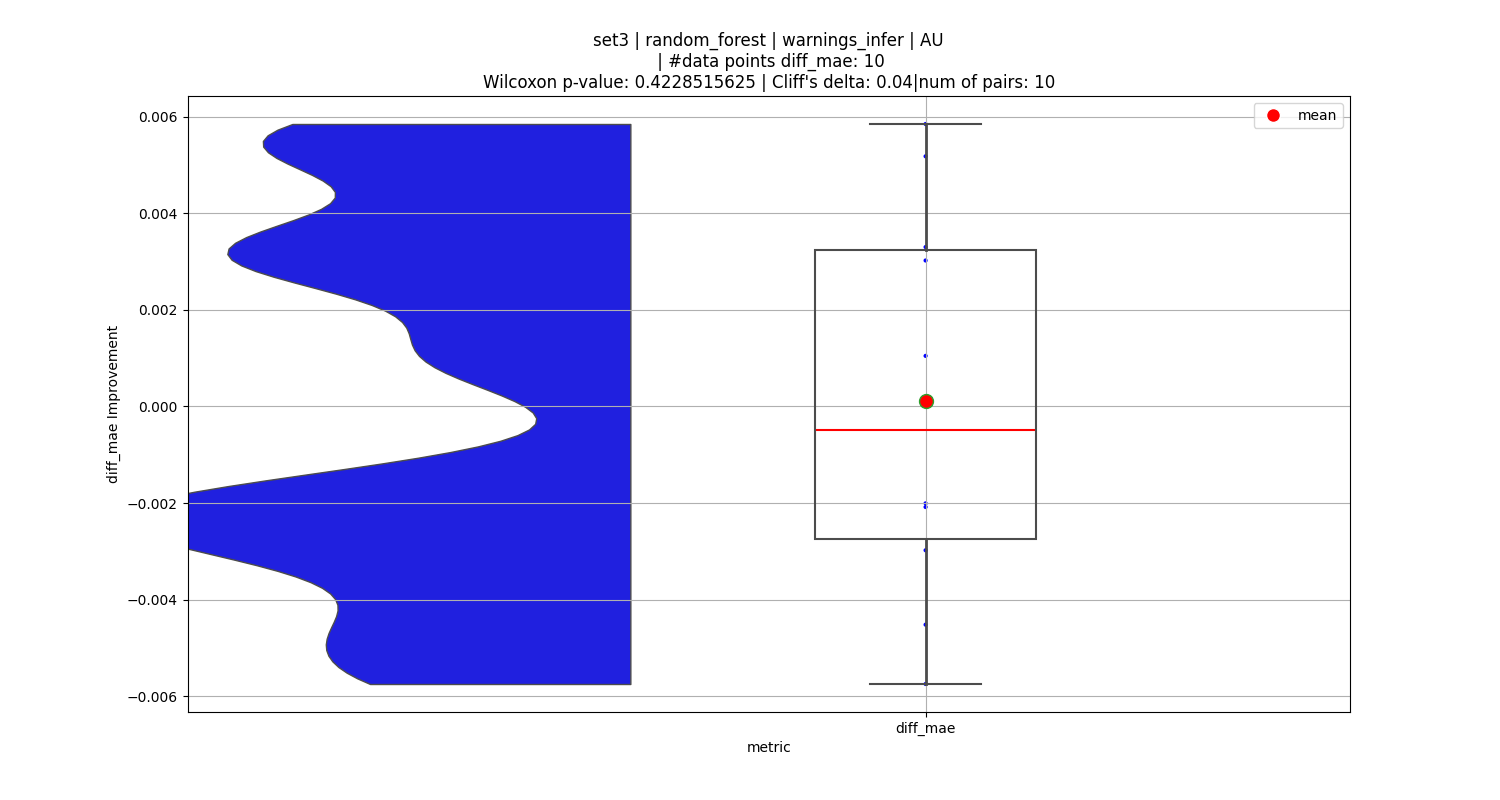 set3 | random_forest | warnings_infer | AU
| #data points diff_mae: 10
Wilcoxon p-value: 0.4228515625 | Cliff's delta: 0.04|num of pairs: 10
mean
0.006
0.004
0.002
0.000
−0.002
−0.004
−0.006
diff_mae Improvement
diff_mae
metric